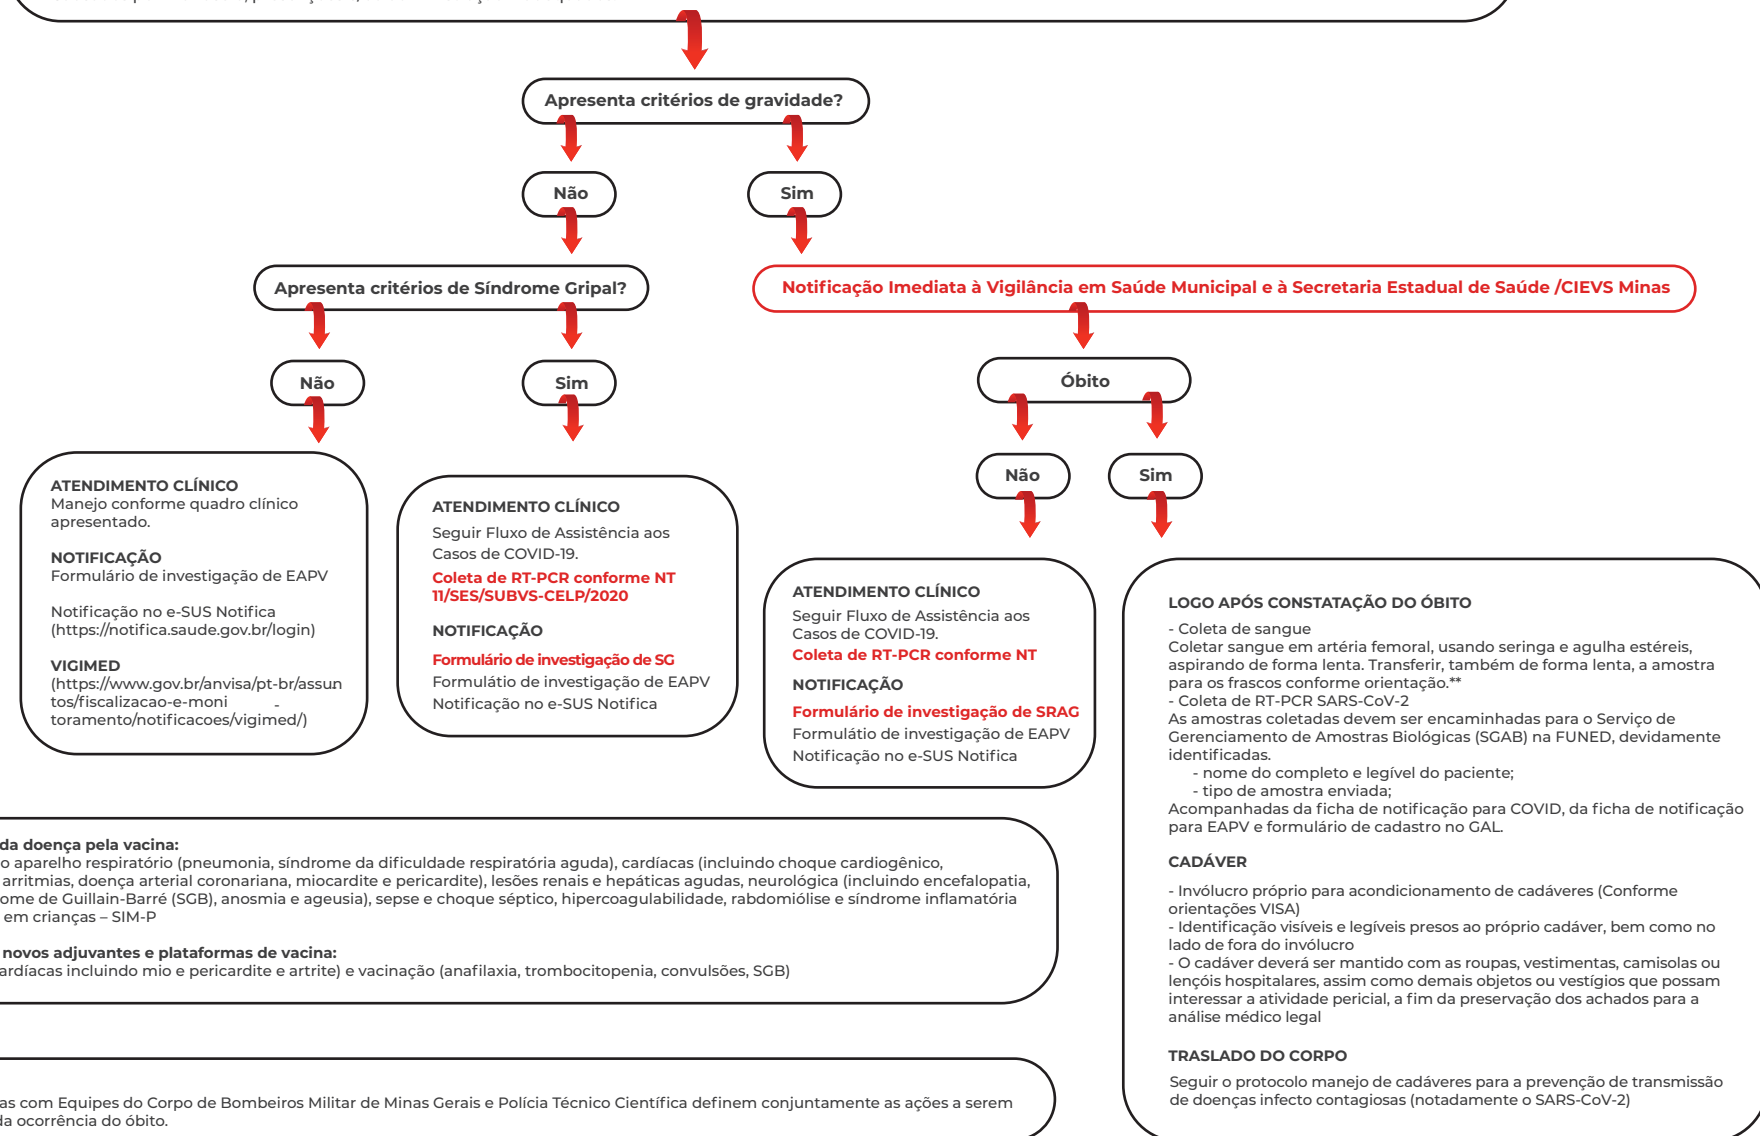 Apresenta critérios de gravidade?
Não
Sim
Apresenta critérios de Síndrome Gripal?
Notificação Imediata à Vigilância em Saúde Municipal e à Secretaria Estadual de Saúde /CIEVS Minas
Não
Sim
Óbito
Não
Sim
ATENDIMENTO CLÍNICO
Manejo conforme quadro clínico
apresentado.
NOTIFICAÇÃO
Formulário de investigação de EAPV
Notificação no e-SUS Notifica
(https://notifica.saude.gov.br/login)
VIGIMED
(https://www.gov.br/anvisa/pt-br/assun-
tos/fiscalizacao-e-moni -
toramento/notificacoes/vigimed/)
ATENDIMENTO CLÍNICO
Seguir Fluxo de Assistência aos
Casos de COVID-19.
Coleta de RT-PCR conforme NT
11/SES/SUBVS-CELP/2020
NOTIFICAÇÃO
Formulário de investigação de SG
Formulátio de investigação de EAPV
Notificação no e-SUS Notifica
ATENDIMENTO CLÍNICO
Seguir Fluxo de Assistência aos
Casos de COVID-19.
Coleta de RT-PCR conforme NT
NOTIFICAÇÃO
Formulário de investigação de SRAG
Formulátio de investigação de EAPV
Notificação no e-SUS Notifica
LOGO APÓS CONSTATAÇÃO DO ÓBITO
- Coleta de sangue
Coletar sangue em artéria femoral, usando seringa e agulha estéreis,
aspirando de forma lenta. Transferir, também de forma lenta, a amostra
para os frascos conforme orientação.**
- Coleta de RT-PCR SARS-CoV-2
As amostras coletadas devem ser encaminhadas para o Serviço de
Gerenciamento de Amostras Biológicas (SGAB) na FUNED, devidamente
identificadas.
- nome do completo e legível do paciente;
- tipo de amostra enviada;
Acompanhadas da ficha de notificação para COVID, da ficha de notificação
para EAPV e formulário de cadastro no GAL.
CADÁVER
- Invólucro próprio para acondicionamento de cadáveres (Conforme
orientações VISA)
- Identificação visíveis e legíveis presos ao próprio cadáver, bem como no
lado de fora do invólucro
- O cadáver deverá ser mantido com as roupas, vestimentas, camisolas ou
lençóis hospitalares, assim como demais objetos ou vestígios que possam
interessar a atividade pericial, a fim da preservação dos achados para a
análise médico legal
TRASLADO DO CORPO
Seguir o protocolo manejo de cadáveres para a prevenção de transmissão
de doenças infecto contagiosas (notadamente o SARS-CoV-2)
da doença pela vacina:
o aparelho respiratório (pneumonia, síndrome da dificuldade respiratória aguda), cardíacas (incluindo choque cardiogênico,
arritmias, doença arterial coronariana, miocardite e pericardite), lesões renais e hepáticas agudas, neurológica (incluindo encefalopatia,
ome de Guillain-Barré (SGB), anosmia e ageusia), sepse e choque séptico, hipercoagulabilidade, rabdomiólise e síndrome inflamatória
em crianças – SIM-P
novos adjuvantes e plataformas de vacina:
ardíacas incluindo mio e pericardite e artrite) e vacinação (anafilaxia, trombocitopenia, convulsões, SGB)
as com Equipes do Corpo de Bombeiros Militar de Minas Gerais e Polícia Técnico Científica definem conjuntamente as ações a serem
da ocorrência do óbito.